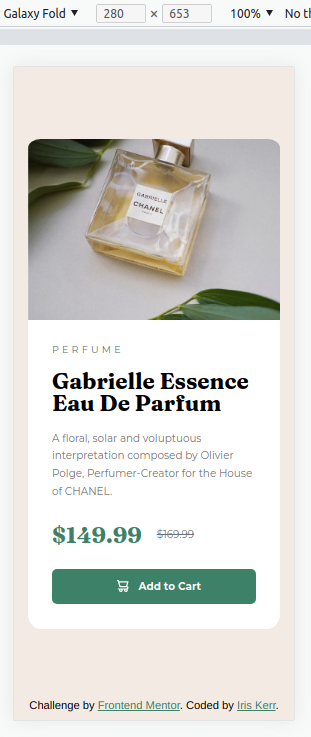 Galaxy Fold ▼ 280 × 653 100% ▼ No th
GABRIELLE
CHANEL
PARIS
PERFUME
Gabrielle Essence
Eau De Parfum
A floral, solar and voluptuous
interpretation composed by Olivier
Polge, Perfumer-Creator for the House
of CHANEL.
$149.99 $169.99
Add to Cart
Challenge by Frontend Mentor. Coded by Iris Kerr.